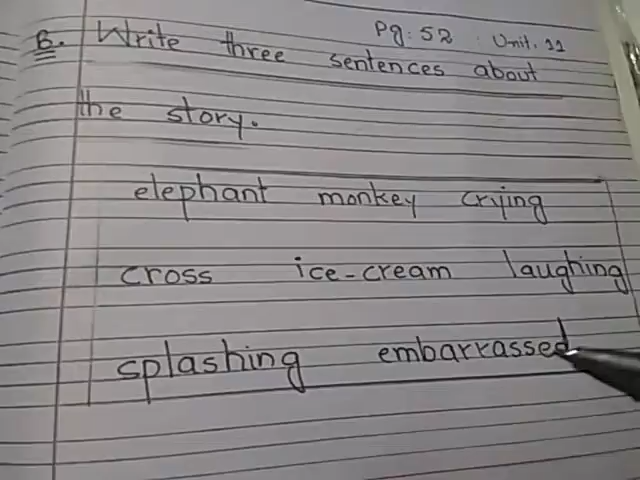 Pg: 52 Unit. 11
B. Write three sentences about
the story.
elephant monkey crying
cross ice-cream laughing
splashing embarrassed